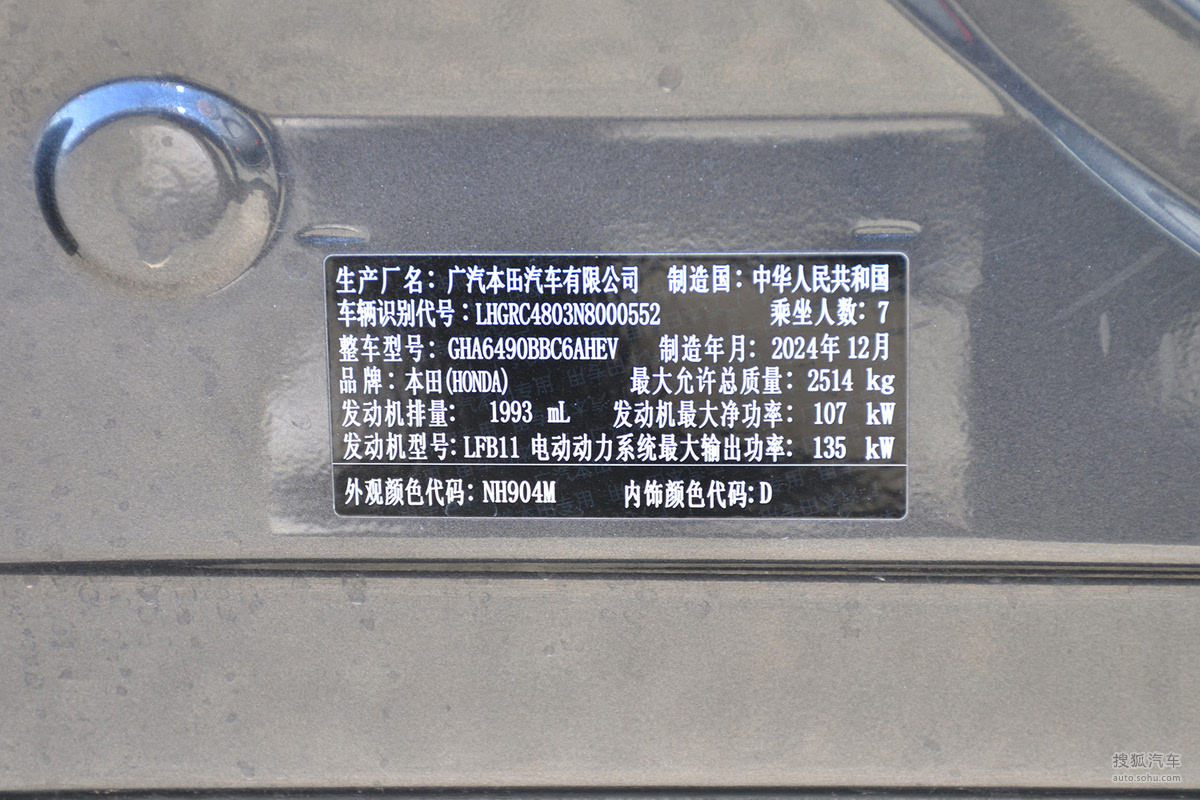 生产厂名：广汽本田汽车有限公司 制造国：中华人民共和国
车辆识别代号：LHGRC4803N8000552 乘坐人数：7
整车型号：GHA6490BBC6AHEV 制造年月：2024年12月
品牌：本田(HONDA) 最大允许总质量：2514 kg
发动机排量： 1993 mL 发动机最大净功率：107 kW
发动机型号：LFB11 电动动力系统最大输出功率：135 kW
外观颜色代码：NH904M 内饰颜色代码：D
搜狐汽车
auto.sohu.com